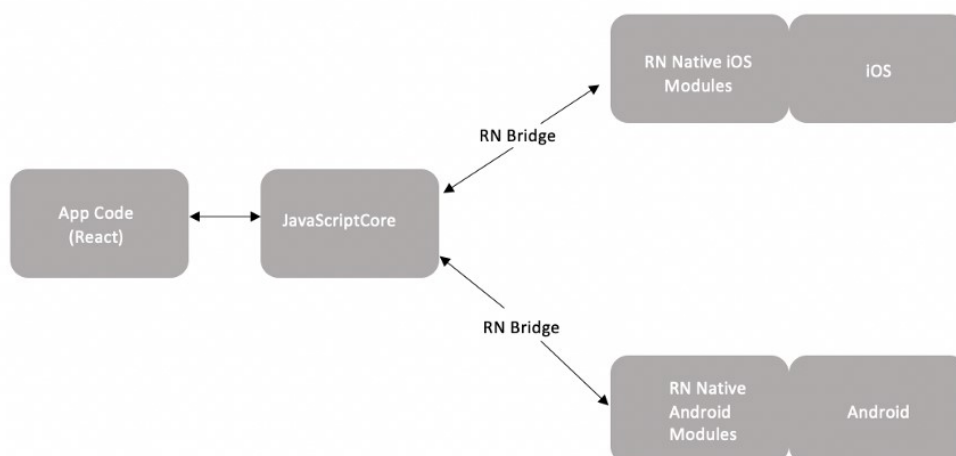 RN Native iOS
Modules
iOS
RN Bridge
App Code
(React)
JavaScriptCore
RN Bridge
RN Native
Android
Modules
Android